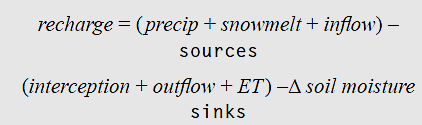 recharge = (precip + snowmelt + inflow) −
sources
(interception + outflow + ET) −Δ soil moisture
sinks